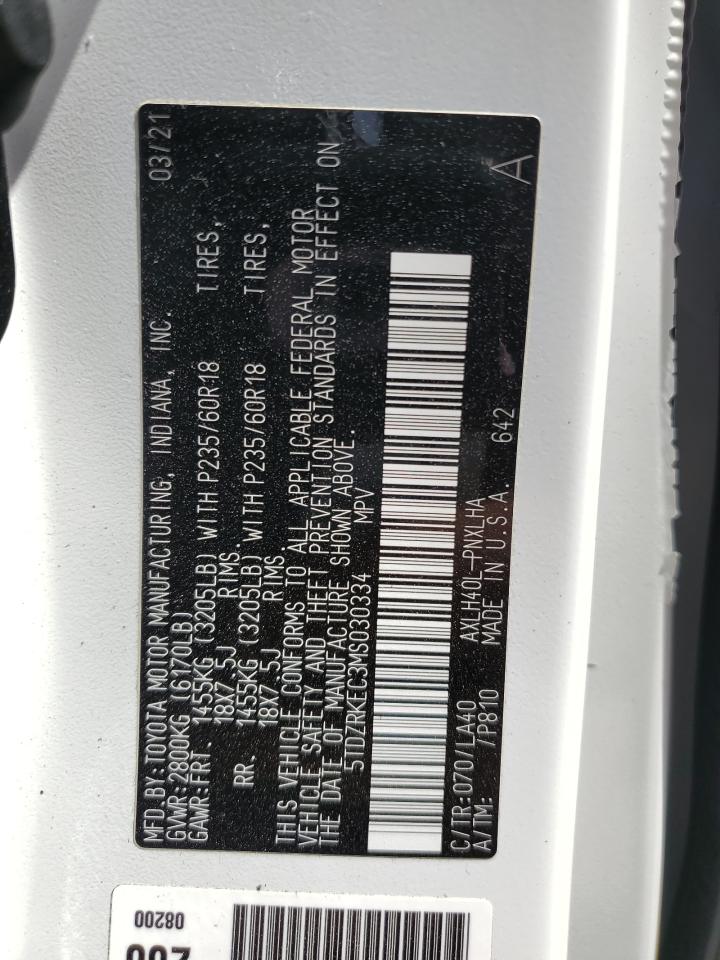 MFD.BY:TOYOTA MOTOR MANUFACTURING, INDIANA, INC. 03/21
GVWR:2800KG (6170LB)
GAWR:FRT. 1455KG (3205LB) WITH P235/60R18 TIRES,
18X7.5J RIMS
RR. 1455KG (3205LB) WITH P235/60R18 TIRES,
18X7.5J RIMS
THIS VEHICLE CONFORMS TO ALL APPLICABLE FEDERAL MOTOR
VEHICLE SAFETY AND THEFT PREVENTION STANDARDS IN EFFECT ON
THE DATE OF MANUFACTURE SHOWN ABOVE.
5TDZRKEC3MS030334 MPV
C/TR:070/LA40 AXLH40L-PNXLHA
A/TM: /P810 MADE IN U.S.A. 642 A
08200